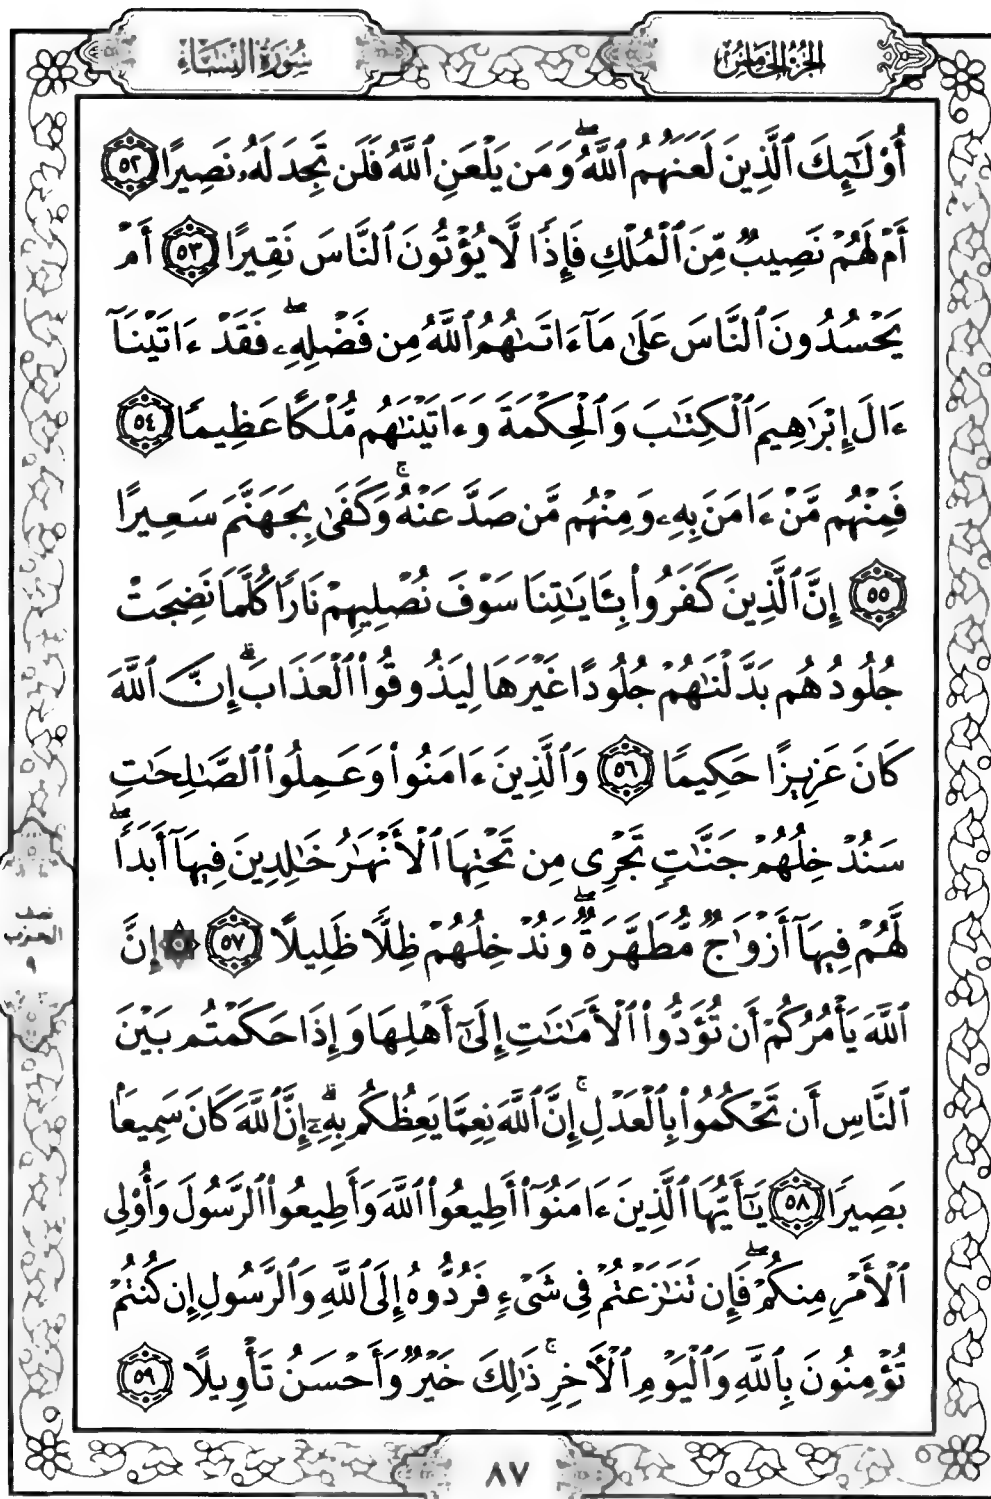 الجزء الخامس
سورة النساء
أُوْلَٰٓئِكَ ٱلَّذِينَ لَعَنَهُمُ ٱللَّهُۖ وَمَن يَلْعَنِ ٱللَّهُ فَلَن تَجِدَ لَهُۥ نَصِيرًا ٥٢
أَمْ لَهُمْ نَصِيبٌ مِّنَ ٱلْمُلْكِ فَإِذًا لَّا يُؤْتُونَ ٱلنَّاسَ نَقِيرًا ٥٣ أَمْ
يَحْسُدُونَ ٱلنَّاسَ عَلَىٰ مَآ ءَاتَىٰهُمُ ٱللَّهُ مِن فَضْلِهِۦۖ فَقَدْ ءَاتَيْنَآ
ءَالَ إِبْرَٰهِيمَ ٱلْكِتَٰبَ وَٱلْحِكْمَةَ وَءَاتَيْنَٰهُم مُّلْكًا عَظِيمًا ٥٤
فَمِنْهُم مَّنْ ءَامَنَ بِهِۦ وَمِنْهُم مَّن صَدَّ عَنْهُۚ وَكَفَىٰ بِجَهَنَّمَ سَعِيرًا
٥٥ إِنَّ ٱلَّذِينَ كَفَرُوا۟ بِـَٔايَٰتِنَا سَوْفَ نُصْلِيهِمْ نَارًا كُلَّمَا نَضِجَتْ
جُلُودُهُم بَدَّلْنَٰهُمْ جُلُودًا غَيْرَهَا لِيَذُوقُوا۟ ٱلْعَذَابَۗ إِنَّ ٱللَّهَ
كَانَ عَزِيزًا حَكِيمًا ٥٦ وَٱلَّذِينَ ءَامَنُوا۟ وَعَمِلُوا۟ ٱلصَّٰلِحَٰتِ
سَنُدْخِلُهُمْ جَنَّٰتٍ تَجْرِى مِن تَحْتِهَا ٱلْأَنْهَٰرُ خَٰلِدِينَ فِيهَآ أَبَدًاۖ
لَّهُمْ فِيهَآ أَزْوَٰجٌ مُّطَهَّرَةٌۖ وَنُدْخِلُهُمْ ظِلًّا ظَلِيلًا ٥٧ ۞ إِنَّ
ٱللَّهَ يَأْمُرُكُمْ أَن تُؤَدُّوا۟ ٱلْأَمَٰنَٰتِ إِلَىٰٓ أَهْلِهَا وَإِذَا حَكَمْتُم بَيْنَ
ٱلنَّاسِ أَن تَحْكُمُوا۟ بِٱلْعَدْلِۚ إِنَّ ٱللَّهَ نِعِمَّا يَعِظُكُم بِهِۦٓۗ إِنَّ ٱللَّهَ كَانَ سَمِيعًۢا
بَصِيرًا ٥٨ يَٰٓأَيُّهَا ٱلَّذِينَ ءَامَنُوٓا۟ أَطِيعُوا۟ ٱللَّهَ وَأَطِيعُوا۟ ٱلرَّسُولَ وَأُو۟لِى
ٱلْأَمْرِ مِنكُمْۖ فَإِن تَنَٰزَعْتُمْ فِى شَىْءٍ فَرُدُّوهُ إِلَى ٱللَّهِ وَٱلرَّسُولِ إِن كُنتُمْ
تُؤْمِنُونَ بِٱللَّهِ وَٱلْيَوْمِ ٱلْأَخِرِۚ ذَٰلِكَ خَيْرٌ وَأَحْسَنُ تَأْوِيلًا ٥٩
نصف
الحزب
٩
٨٧